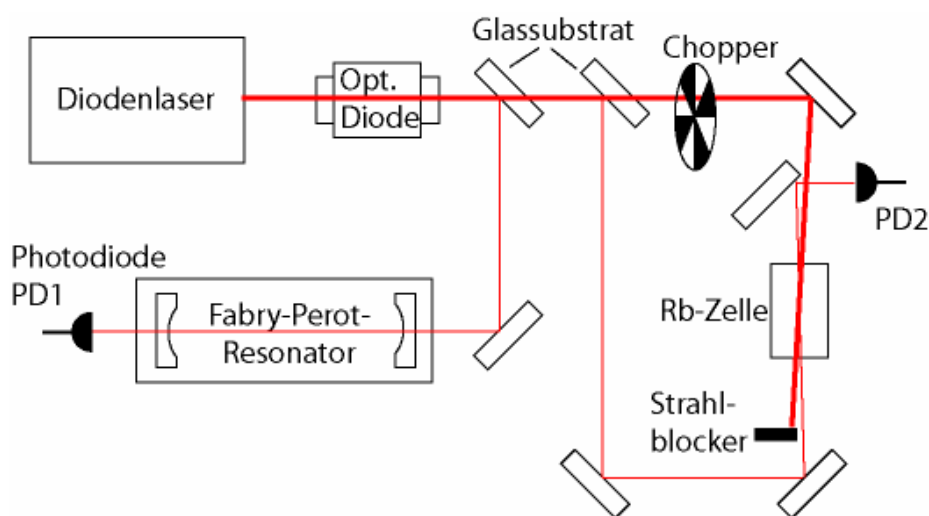 Glassubstrat
Chopper
Diodenlaser
Opt.
Diode
PD2
Photodiode
PD1
Fabry-Perot-
Resonator
Rb-Zelle
Strahl-
blocker